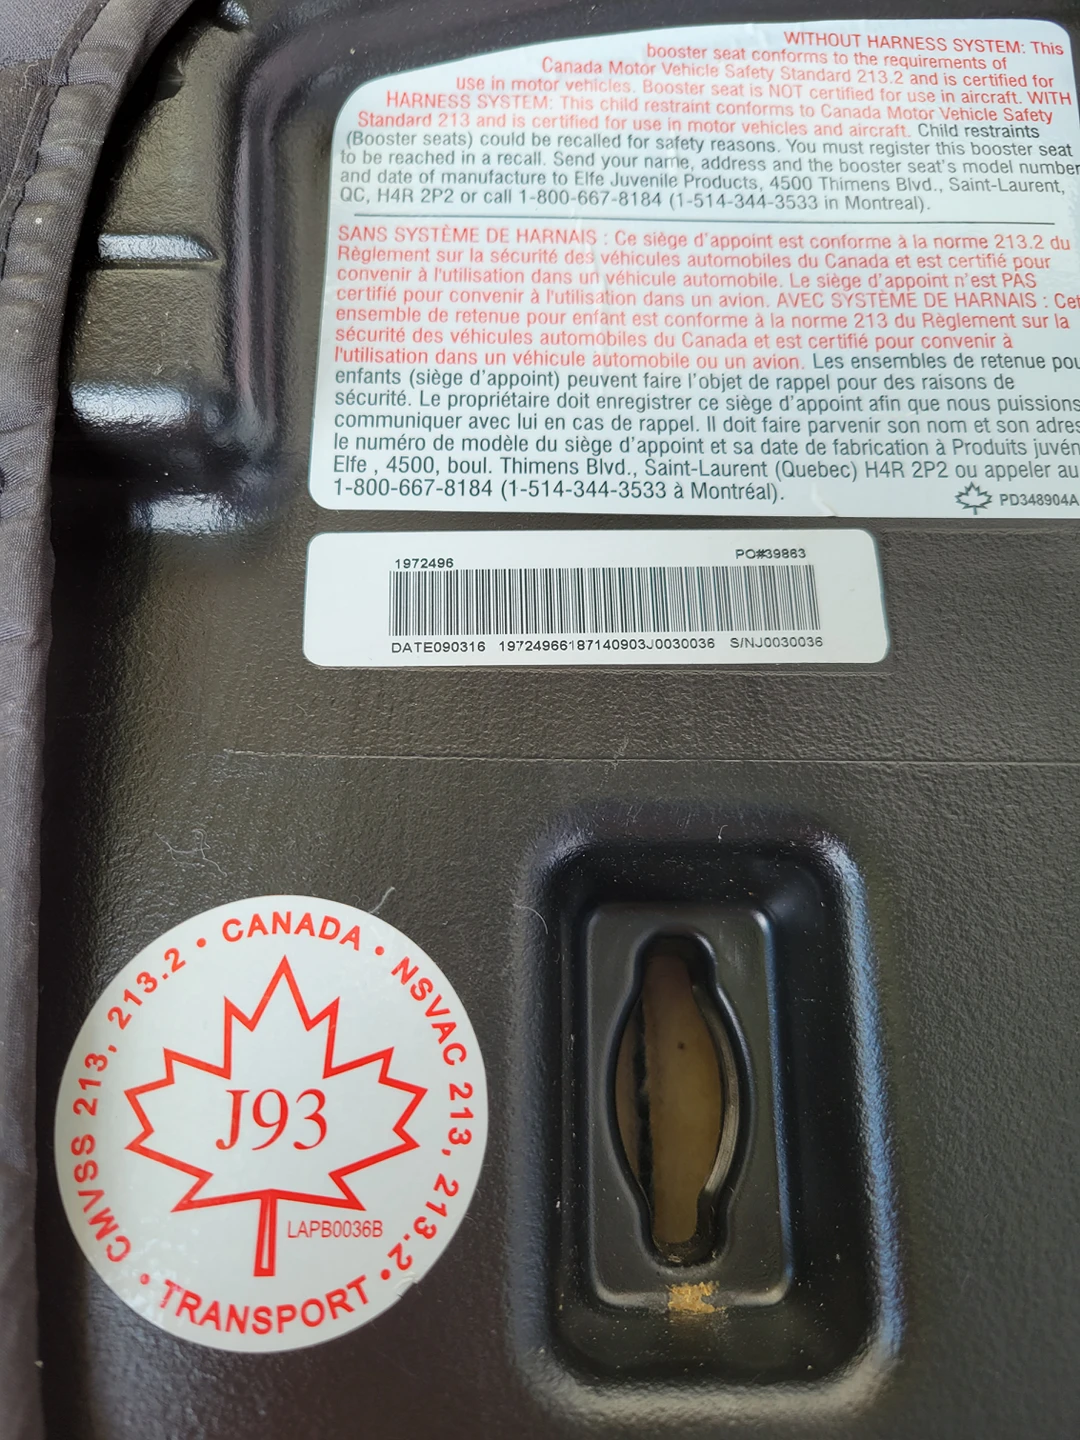 WITHOUT HARNESS SYSTEM: This
booster seat conforms to the requirements of
Canada Motor Vehicle Safety Standard 213.2 and is certified for
use in motor vehicles. Booster seat is NOT certified for use in aircraft. WITH
HARNESS SYSTEM: This child restraint conforms to Canada Motor Vehicle Safety
Standard 213 and is certified for use in motor vehicles and aircraft. Child restraints
(Booster seats) could be recalled for safety reasons. You must register this booster seat
to be reached in a recall. Send your name, address and the booster seat's model number
and date of manufacture to Elfe Juvenile Products, 4500 Thimens Blvd., Saint-Laurent,
QC, H4R 2P2 or call 1-800-667-8184 (1-514-344-3533 in Montreal).
SANS SYSTÈME DE HARNAIS : Ce siège d'appoint est conforme à la norme 213.2 du
Règlement sur la sécurité des véhicules automobiles du Canada et est certifié pour
convenir à l'utilisation dans un véhicule automobile. Le siège d'appoint n'est PAS
certifié pour convenir à l'utilisation dans un avion. AVEC SYSTÈME DE HARNAIS : Cet
ensemble de retenue pour enfant est conforme à la norme 213 du Règlement sur la
sécurité des véhicules automobiles du Canada et est certifié pour convenir à
l'utilisation dans un véhicule automobile ou un avion. Les ensembles de retenue pou
enfants (siège d'appoint) peuvent faire l'objet de rappel pour des raisons de
sécurité. Le propriétaire doit enregistrer ce siège d'appoint afin que nous puissions
communiquer avec lui en cas de rappel. Il doit faire parvenir son nom et son adres
le numéro de modèle du siège d'appoint et sa date de fabrication à Produits juvén
Elfe , 4500, boul. Thimens Blvd., Saint-Laurent (Quebec) H4R 2P2 ou appeler au
1-800-667-8184 (1-514-344-3533 à Montréal).
PD348904A
1972496 PO#39863
DATE090316 19724966187140903J0030036 S/NJ0030036
CMVSS 213, 213.2 • CANADA • NSVAC 213, 213.2 • TRANSPORT •
J93
LAPB0036B